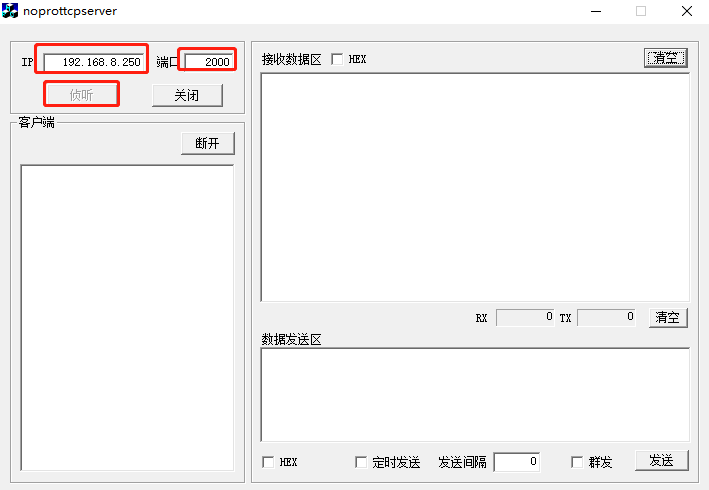 noprottcpserver
IP 192.168.8.250 端口 2000
侦听 关闭
客户端
断开
接收数据区 HEX 清空
RX 0 TX 0 清空
数据发送区
HEX 定时发送 发送间隔 0 群发 发送